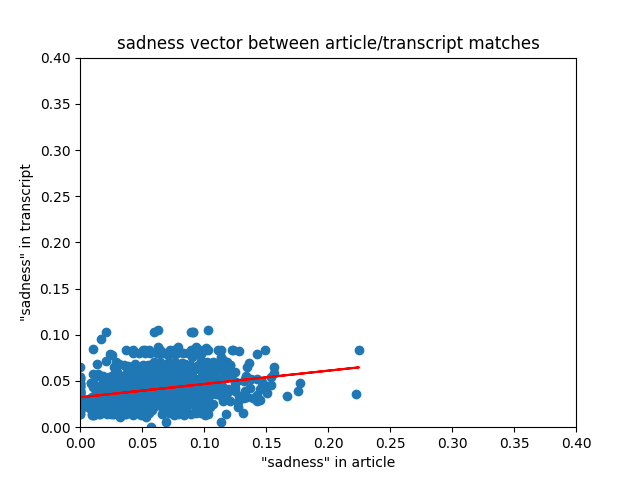 sadness vector between article/transcript matches
0.40
0.35
0.30
0.25
0.20
0.15
0.10
0.05
0.00
"sadness" in transcript
0.00 0.05 0.10 0.15 0.20 0.25 0.30 0.35 0.40
"sadness" in article